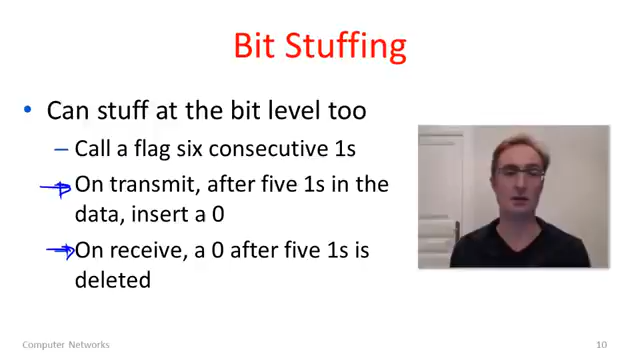 Bit Stuffing
• Can stuff at the bit level too
– Call a flag six consecutive 1s
On transmit, after five 1s in the
data, insert a 0
On receive, a 0 after five 1s is
deleted
Computer Networks
10